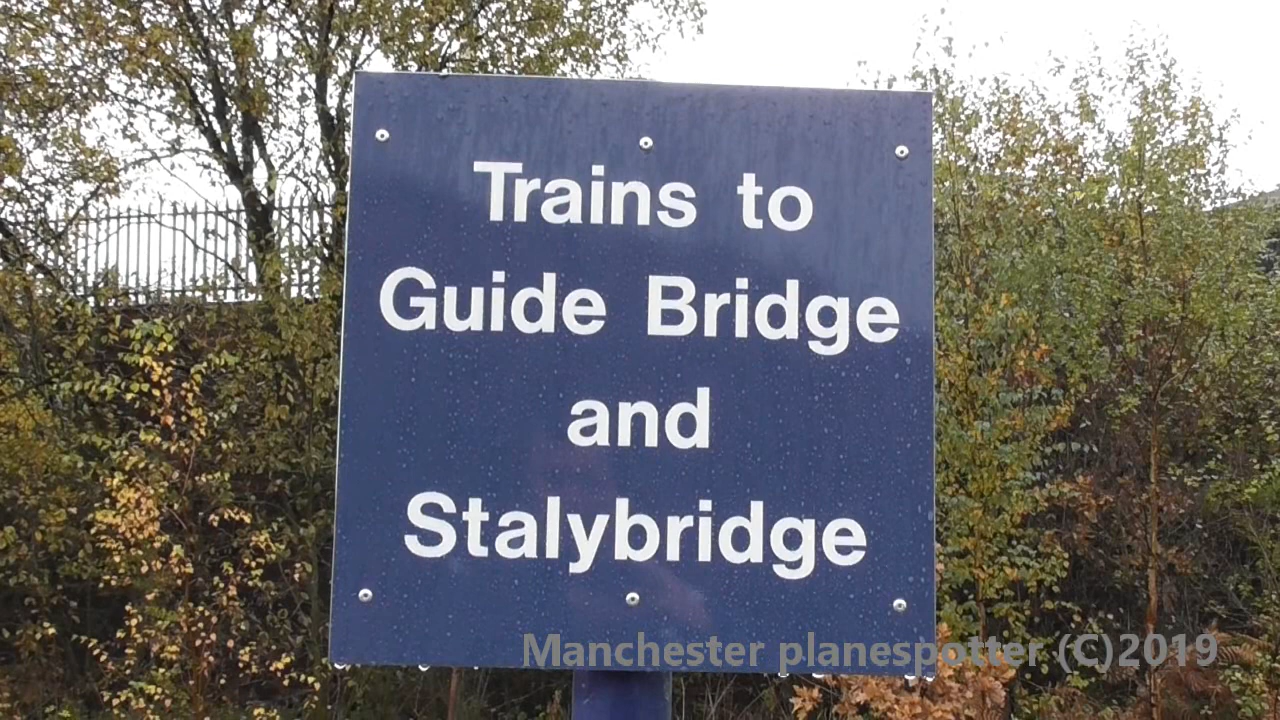 Trains to
Guide Bridge
and
Stalybridge
Manchester planespotter (C)2019